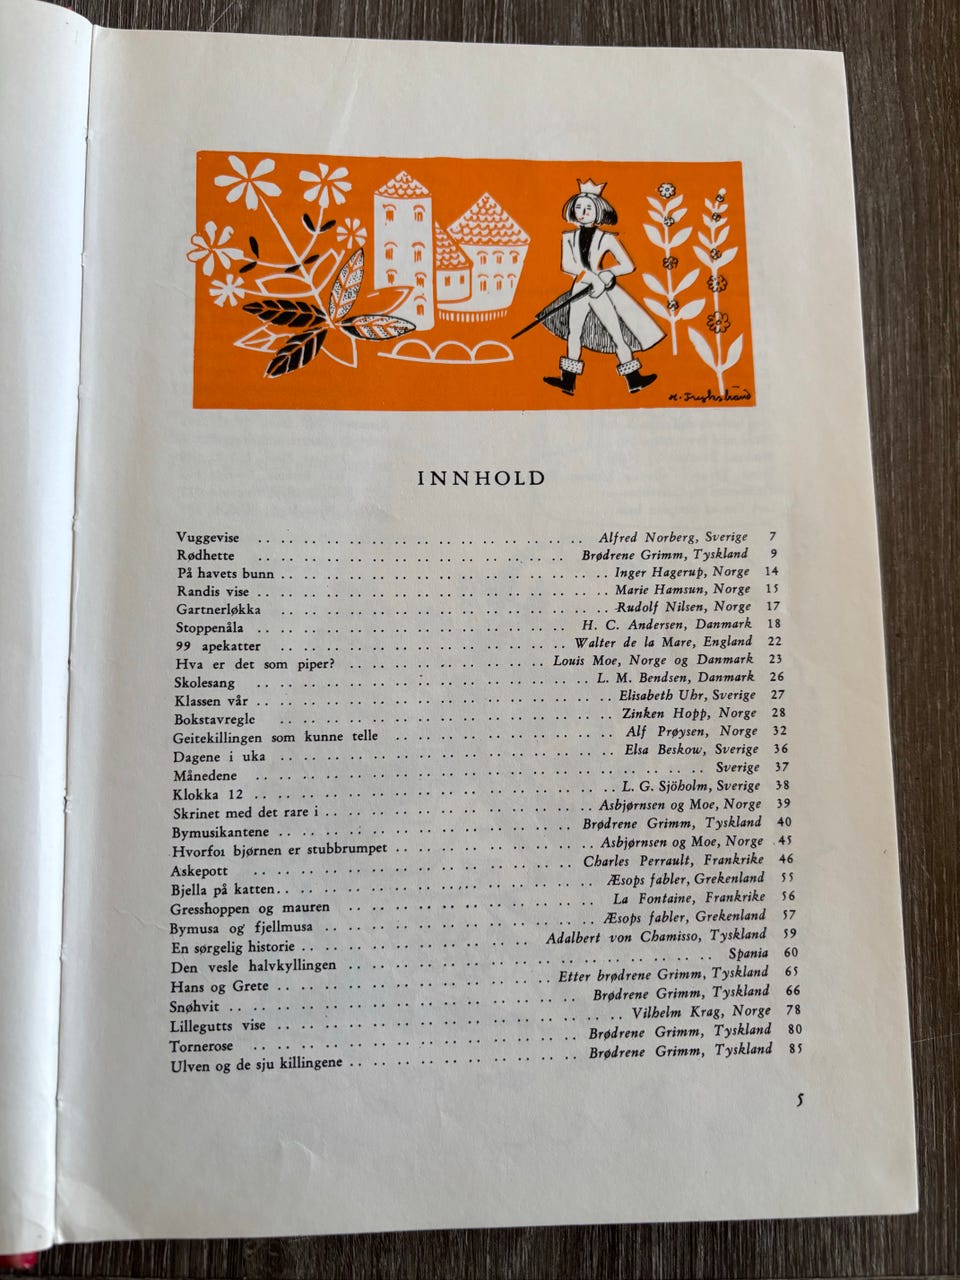 INNHOLD
Vuggevise .. .. .. .. .. .. .. .. .. .. Alfred Norberg, Sverige 7
Rødhette .. .. .. .. .. .. .. .. .. .. Brødrene Grimm, Tyskland 9
På havets bunn .. .. .. .. .. .. .. .. .. .. Inger Hagerup, Norge 14
Randis vise .. .. .. .. .. .. .. .. .. .. Marie Hamsun, Norge 15
Gartnerløkka .. .. .. .. .. .. .. .. .. .. Rudolf Nilsen, Norge 17
Stoppenåla .. .. .. .. .. .. .. .. .. .. H. C. Andersen, Danmark 18
99 apekatter .. .. .. .. .. .. .. .. .. .. Walter de la Mare, England 22
Hva er det som piper? .. .. .. .. .. .. .. Louis Moe, Norge og Danmark 23
Skolesang .. .. .. .. .. .. .. .. .. .. L. M. Bendsen, Danmark 26
Klassen vår .. .. .. .. .. .. .. .. .. .. Elisabeth Uhr, Sverige 27
Bokstavregle .. .. .. .. .. .. .. .. .. .. Zinken Hopp, Norge 28
Geitekillingen som kunne telle .. .. .. .. .. .. .. Alf Prøysen, Norge 32
Dagene i uka .. .. .. .. .. .. .. .. .. .. Elsa Beskow, Sverige 36
Månedene .. .. .. .. .. .. .. .. .. .. .. .. .. Sverige 37
Klokka 12 .. .. .. .. .. .. .. .. .. .. L. G. Sjöholm, Sverige 38
Skrinet med det rare i .. .. .. .. .. .. .. .. Asbjørnsen og Moe, Norge 39
Bymusikantene .. .. .. .. .. .. .. .. .. Brødrene Grimm, Tyskland 40
Hvorfor bjørnen er stubbrumpet .. .. .. .. .. .. Asbjørnsen og Moe, Norge 45
Askepott .. .. .. .. .. .. .. .. .. .. Charles Perrault, Frankrike 46
Bjella på katten .. .. .. .. .. .. .. .. .. .. Æsops fabler, Grekenland 55
Gresshoppen og mauren .. .. .. .. .. .. .. .. La Fontaine, Frankrike 56
Bymusa og fjellmusa .. .. .. .. .. .. .. .. Æsops fabler, Grekenland 57
En sørgelig historie .. .. .. .. .. .. .. Adalbert von Chamisso, Tyskland 59
Den vesle halvkyllingen .. .. .. .. .. .. .. .. .. .. .. Spania 60
Hans og Grete .. .. .. .. .. .. .. .. Etter brødrene Grimm, Tyskland 65
Snøhvit .. .. .. .. .. .. .. .. .. .. Brødrene Grimm, Tyskland 66
Lillegutts vise .. .. .. .. .. .. .. .. .. .. Vilhelm Krag, Norge 78
Tornerose .. .. .. .. .. .. .. .. .. .. Brødrene Grimm, Tyskland 80
Ulven og de sju killingene .. .. .. .. .. .. .. Brødrene Grimm, Tyskland 85
5